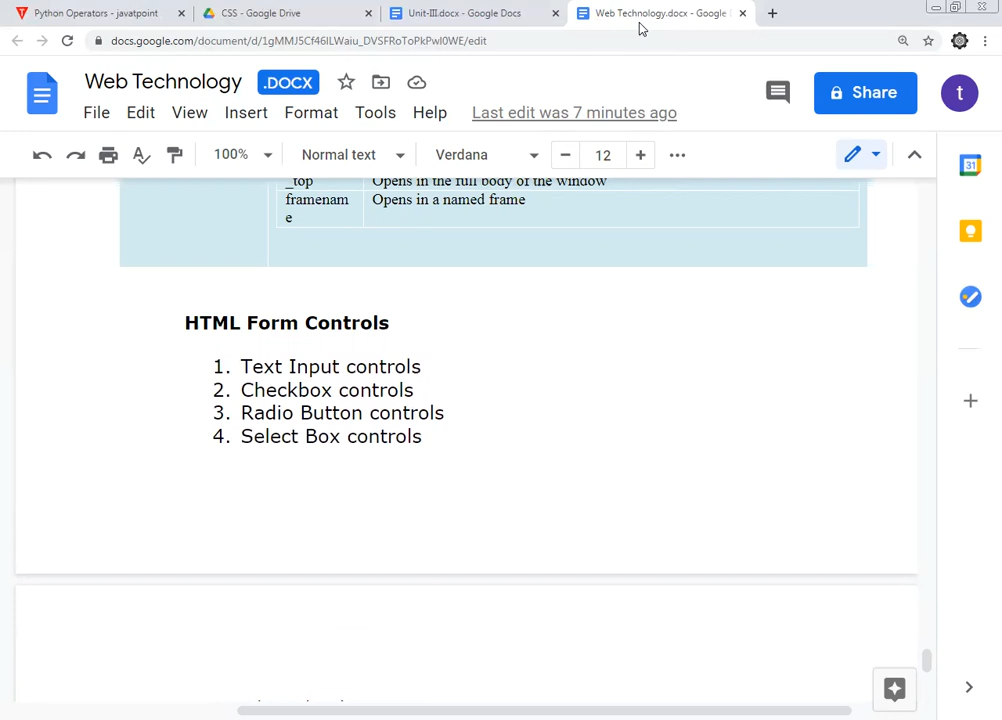 Python Operators - javatpoint
CSS - Google Drive
Unit-III.docx - Google Docs
Web Technology.docx - Google
docs.google.com/document/d/1gMMJ5Cf46ILWaiu_DVSFRoToPkPwI0WE/edit
Web Technology
.DOCX
File Edit View Insert Format Tools Help
Last edit was 7 minutes ago
Share
t
100%
Normal text
Verdana
12
31
_top Opens in the full body of the window
framenam Opens in a named frame
e
HTML Form Controls
1. Text Input controls
2. Checkbox controls
3. Radio Button controls
4. Select Box controls